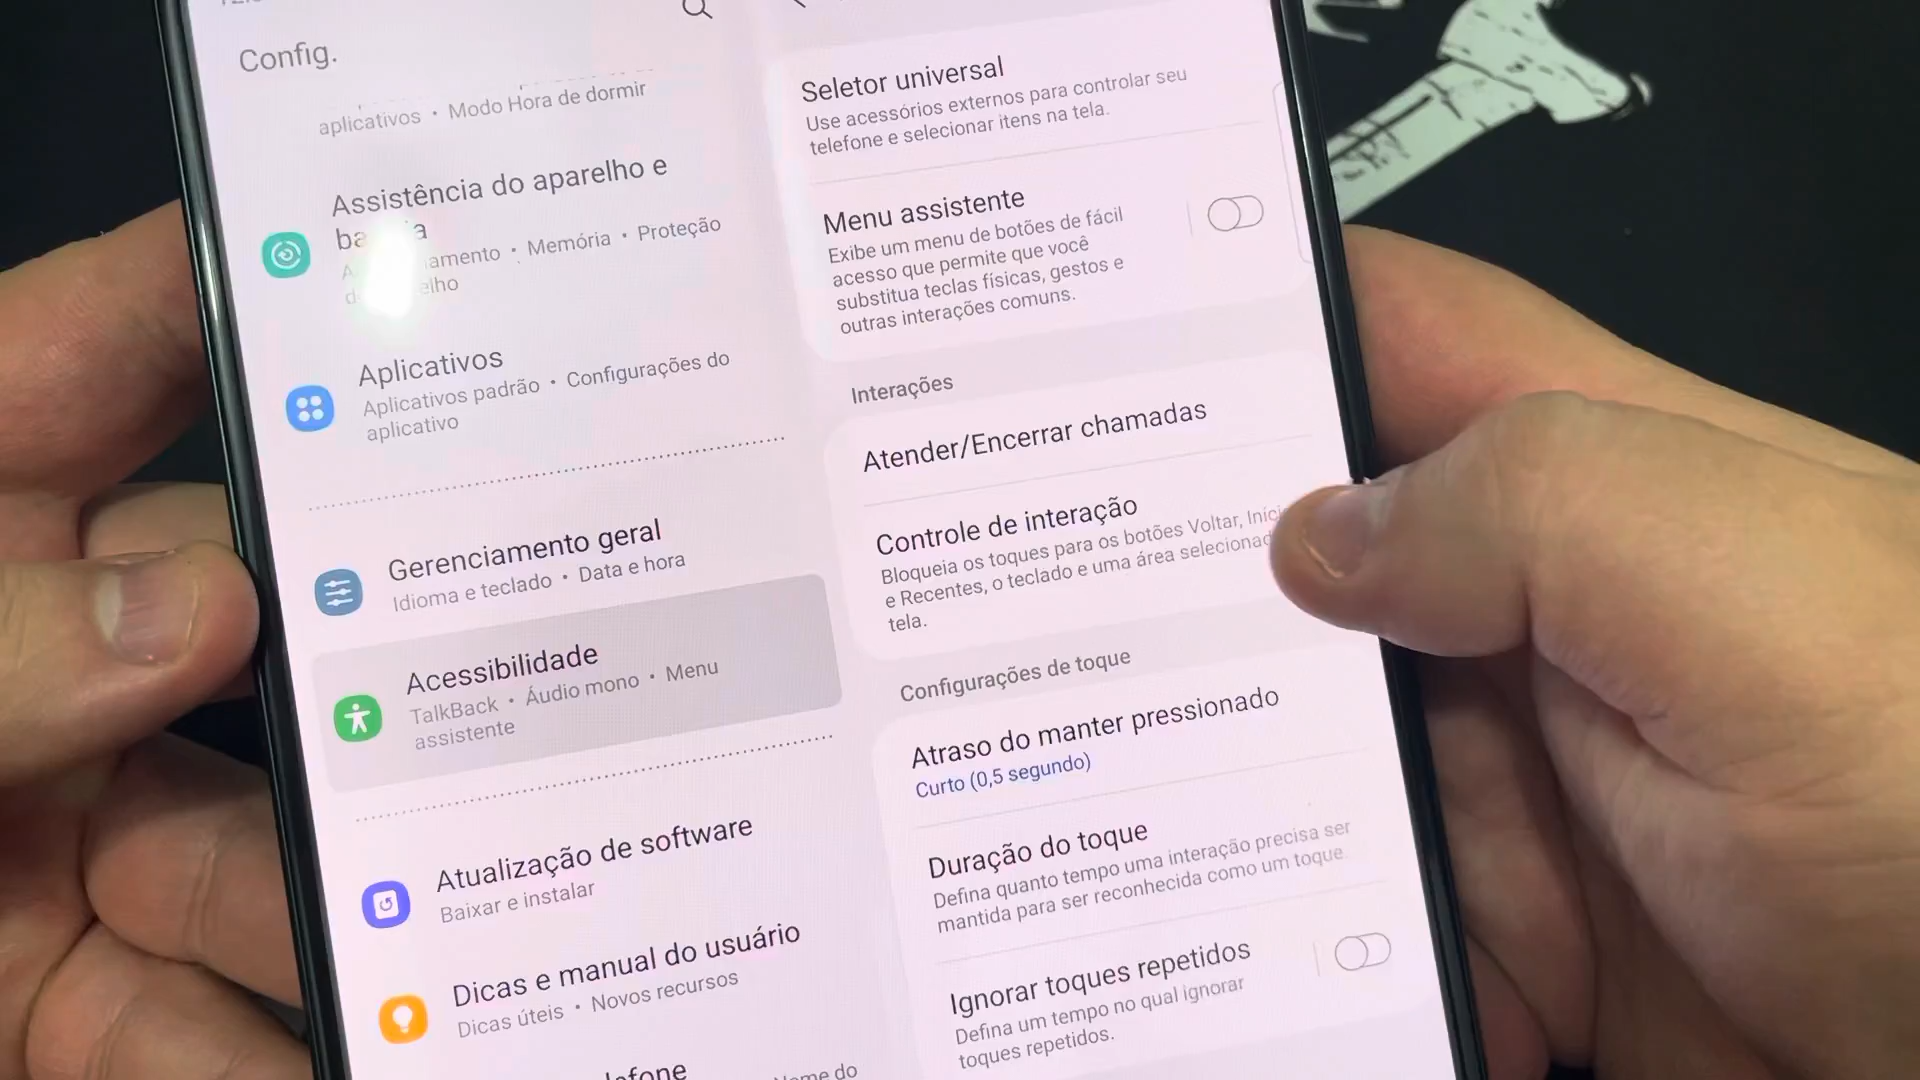 Config.
aplicativos • Modo Hora de dormir
Assistência do aparelho e
amento • Memória • Proteção
Aplicativos
Aplicativos padrão • Configurações do
aplicativo
Gerenciamento geral
Idioma e teclado • Data e hora
Acessibilidade
TalkBack • Áudio mono • Menu
assistente
Atualização de software
Baixar e instalar
Dicas e manual do usuário
Dicas úteis • Novos recursos
lefone
Nome do
Seletor universal
Use acessórios externos para controlar seu
telefone e selecionar itens na tela.
Menu assistente
Exibe um menu de botões de fácil
acesso que permite que você
substitua teclas físicas, gestos e
outras interações comuns.
Interações
Atender/Encerrar chamadas
Controle de interação
Bloqueia os toques para os botões Voltar, Iníci
e Recentes, o teclado e uma área selecionad
tela.
Configurações de toque
Atraso do manter pressionado
Curto (0,5 segundo)
Duração do toque
Defina quanto tempo uma interação precisa ser
mantida para ser reconhecida como um toque.
Ignorar toques repetidos
Defina um tempo no qual ignorar
toques repetidos.